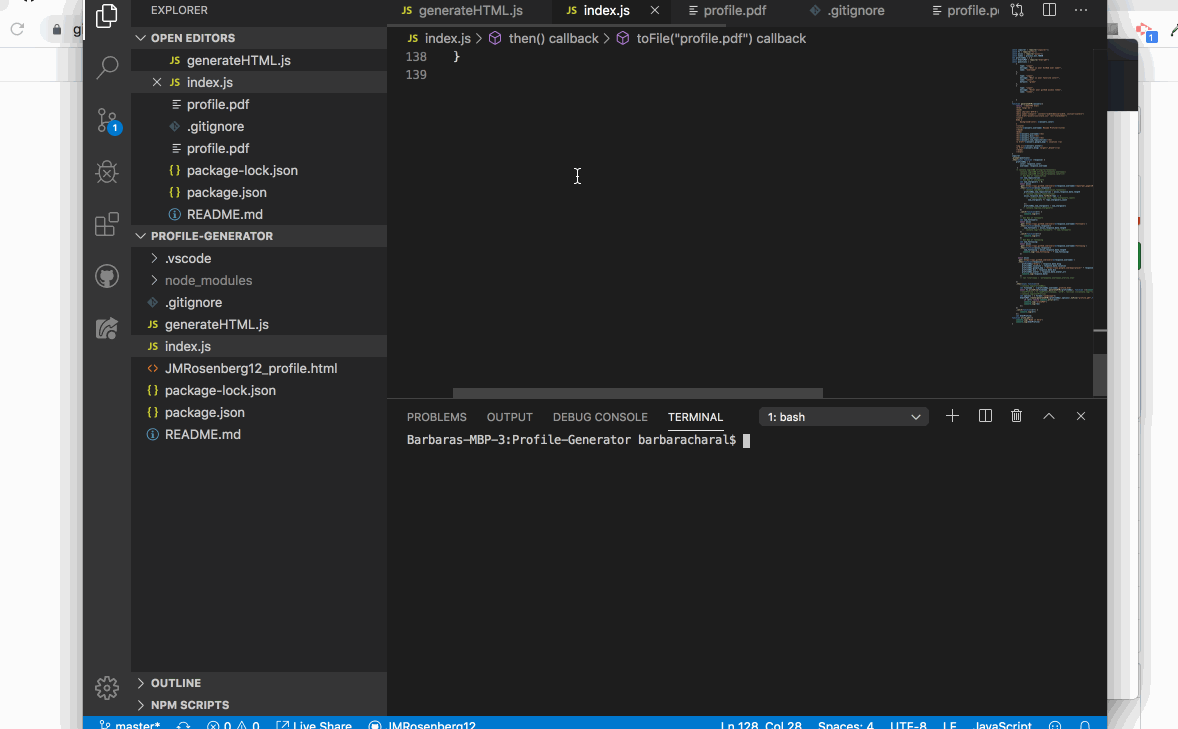 EXPLORER
OPEN EDITORS
JS generateHTML.js
JS index.js
profile.pdf
.gitignore
profile.pdf
{} package-lock.json
{} package.json
README.md
PROFILE-GENERATOR
.vscode
node_modules
.gitignore
JS generateHTML.js
JS index.js
<> JMRosenberg12_profile.html
{} package-lock.json
{} package.json
README.md
OUTLINE
NPM SCRIPTS
1
JS generateHTML.js JS index.js profile.pdf .gitignore profile.p
JS index.js > then() callback > toFile("profile.pdf") callback
138 }
139
PROBLEMS OUTPUT DEBUG CONSOLE TERMINAL 1: bash
Barbaras-MBP-3:Profile-Generator barbaracharal$
master* 0 0 Live Share JMRosenberg12 Ln 128, Col 28 Spaces: 4 UTF-8 LF JavaScript
g
1